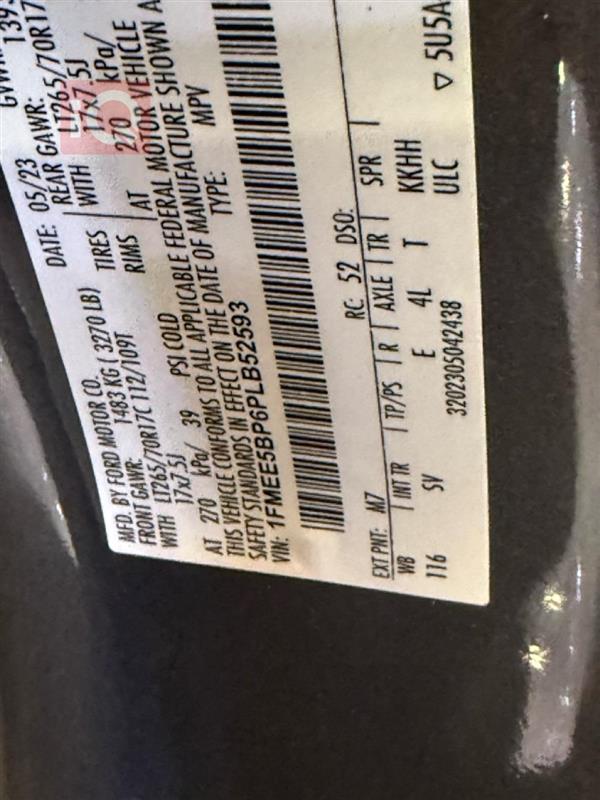 MFD. BY FORD MOTOR CO.
DATE: 05/23 GVWR:
FRONT GAWR: 1483 KG ( 3270 LB) REAR GAWR:
LT265/70R17C 112/109T TIRES LT265/70R17
WITH 17x7.5J RIMS WITH 17x7.5J
AT 270 kPa/ 39 PSI COLD AT 270 kPa/
THIS VEHICLE CONFORMS TO ALL APPLICABLE FEDERAL MOTOR VEHICLE
SAFETY STANDARDS IN EFFECT ON THE DATE OF MANUFACTURE SHOWN
VIN: 1FMEE5BP6PLB52593 TYPE: MPV
EXT PNT: M7 RC: 52 DSO:
WB INT TR TP/PS R AXLE TR SPR
116 SV E 4L T KKHH
3202305042438 ULC ▽ 5U5A